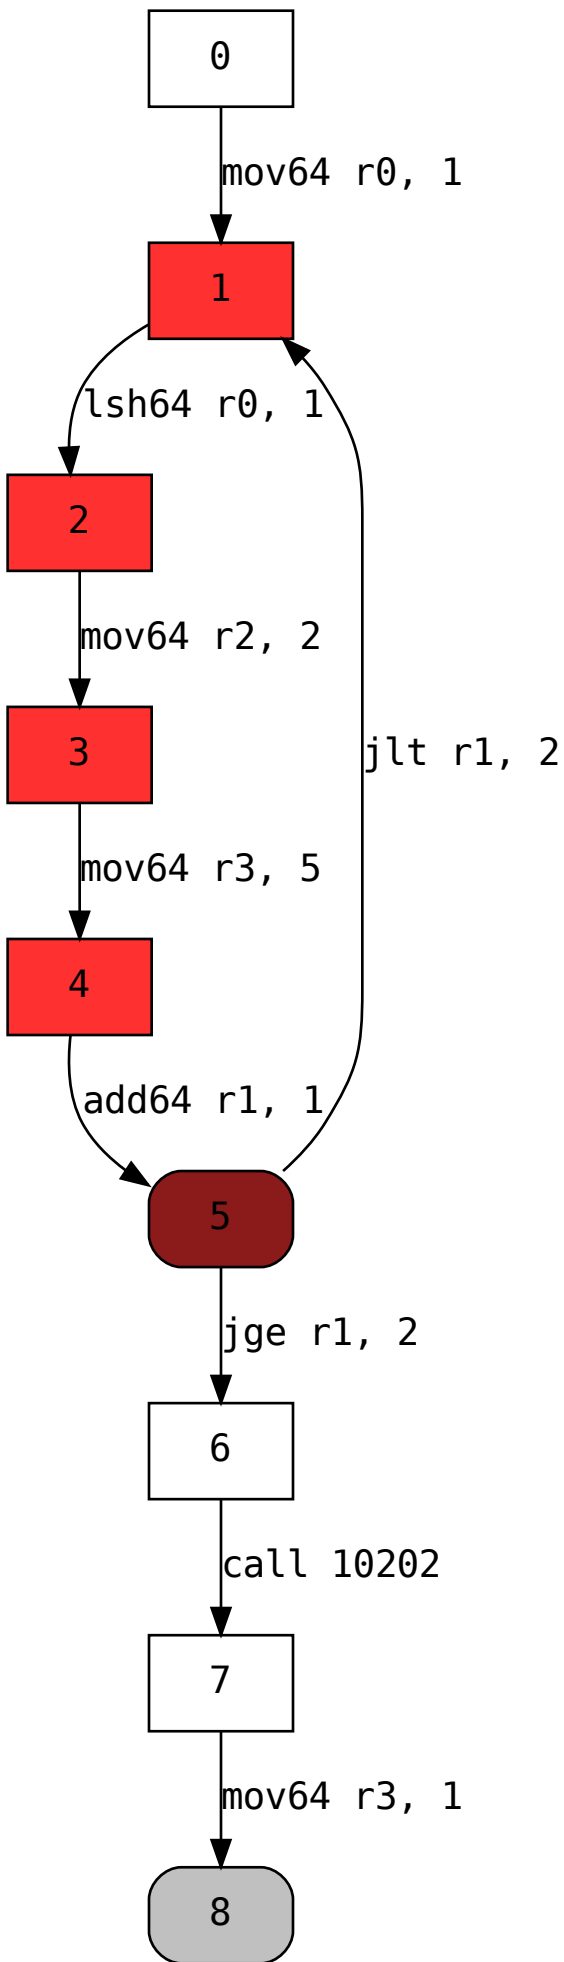 0
mov64 r0, 1
1
lsh64 r0, 1
2
mov64 r2, 2
3
jlt r1, 2
mov64 r3, 5
4
add64 r1, 1
5
jge r1, 2
6
call 10202
7
mov64 r3, 1
8